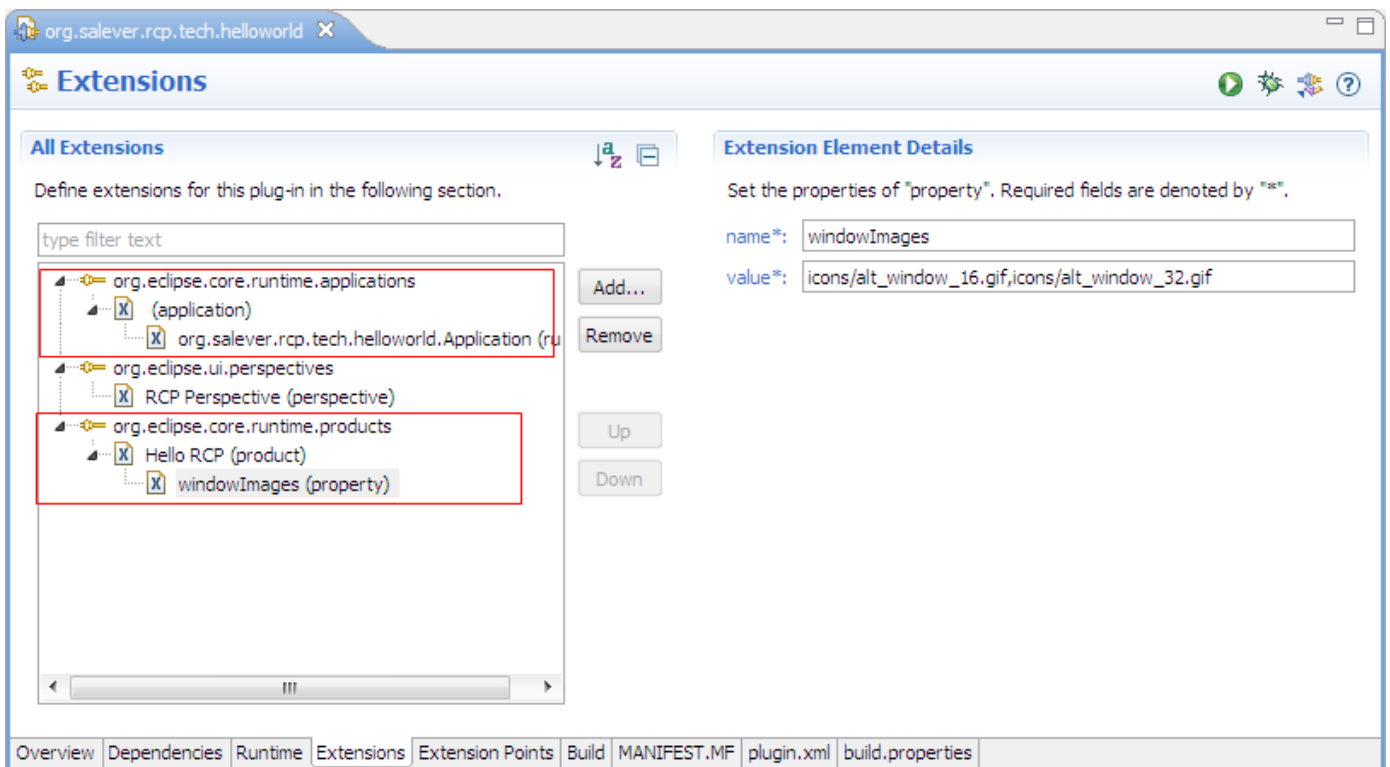 org.salever.rcp.tech.helloworld
Extensions
All Extensions
Define extensions for this plug-in in the following section.
type filter text
org.eclipse.core.runtime.applications
(application)
org.salever.rcp.tech.helloworld.Application (ru
org.eclipse.ui.perspectives
RCP Perspective (perspective)
org.eclipse.core.runtime.products
Hello RCP (product)
windowImages (property)
Add...
Remove
Up
Down
Extension Element Details
Set the properties of "property". Required fields are denoted by "*".
name*: windowImages
value*: icons/alt_window_16.gif,icons/alt_window_32.gif
Overview Dependencies Runtime Extensions Extension Points Build MANIFEST.MF plugin.xml build.properties